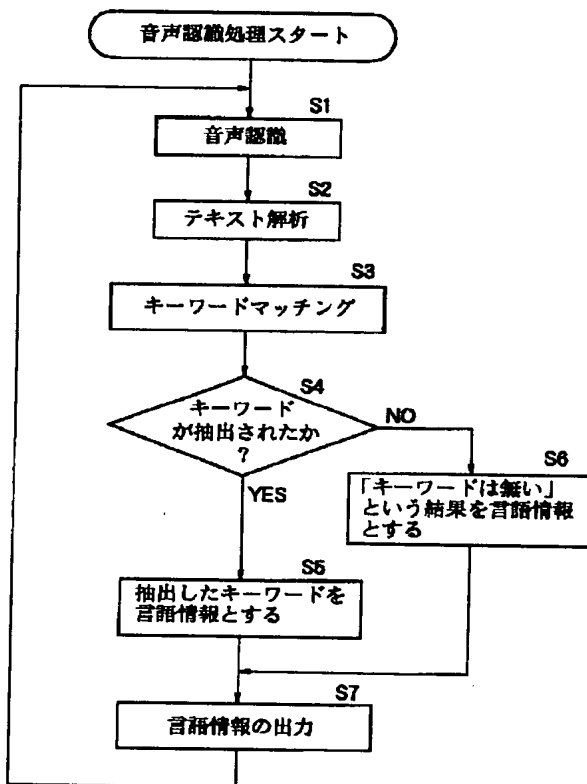 音声認識処理スタート
S1
音声認識
S2
テキスト解析
S3
キーワードマッチング
S4
キーワード
が抽出されたか
?
NO
YES
S6
「キーワードは無い」
という結果を言語情報
とする
S5
抽出したキーワードを
言語情報とする
S7
言語情報の出力